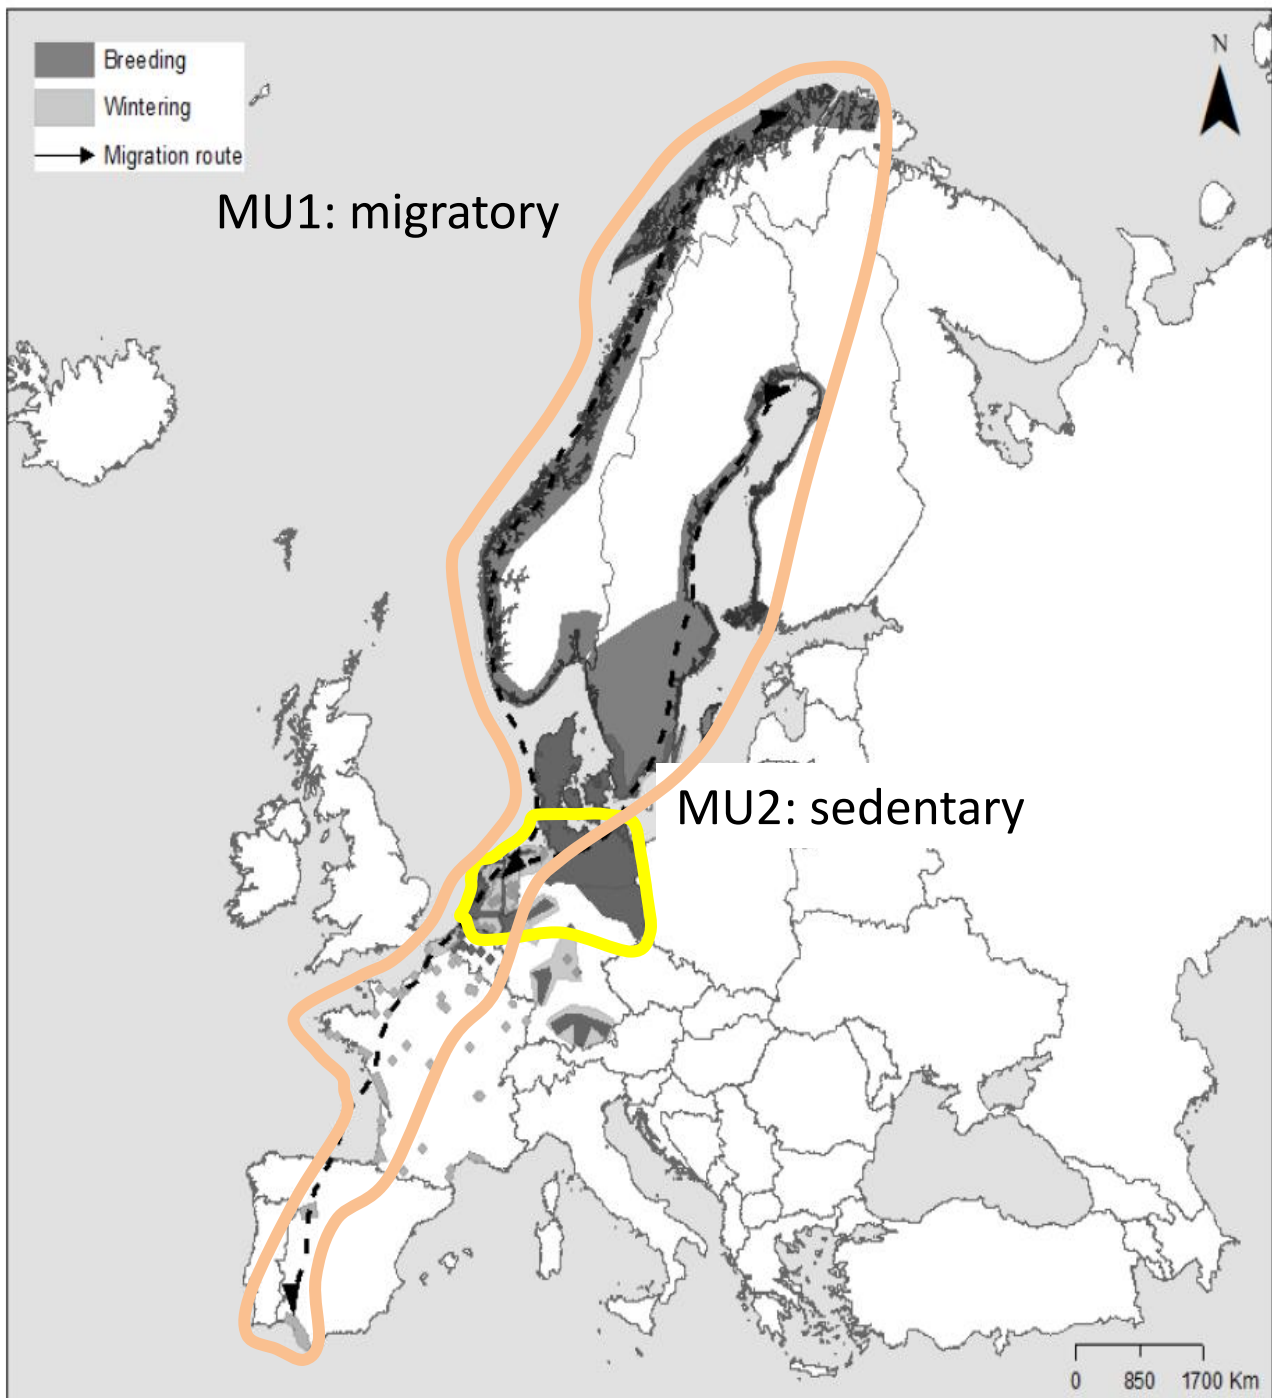 Breeding
Wintering
Migration route
N
MU1: migratory
MU2: sedentary
0 850 1700 Km